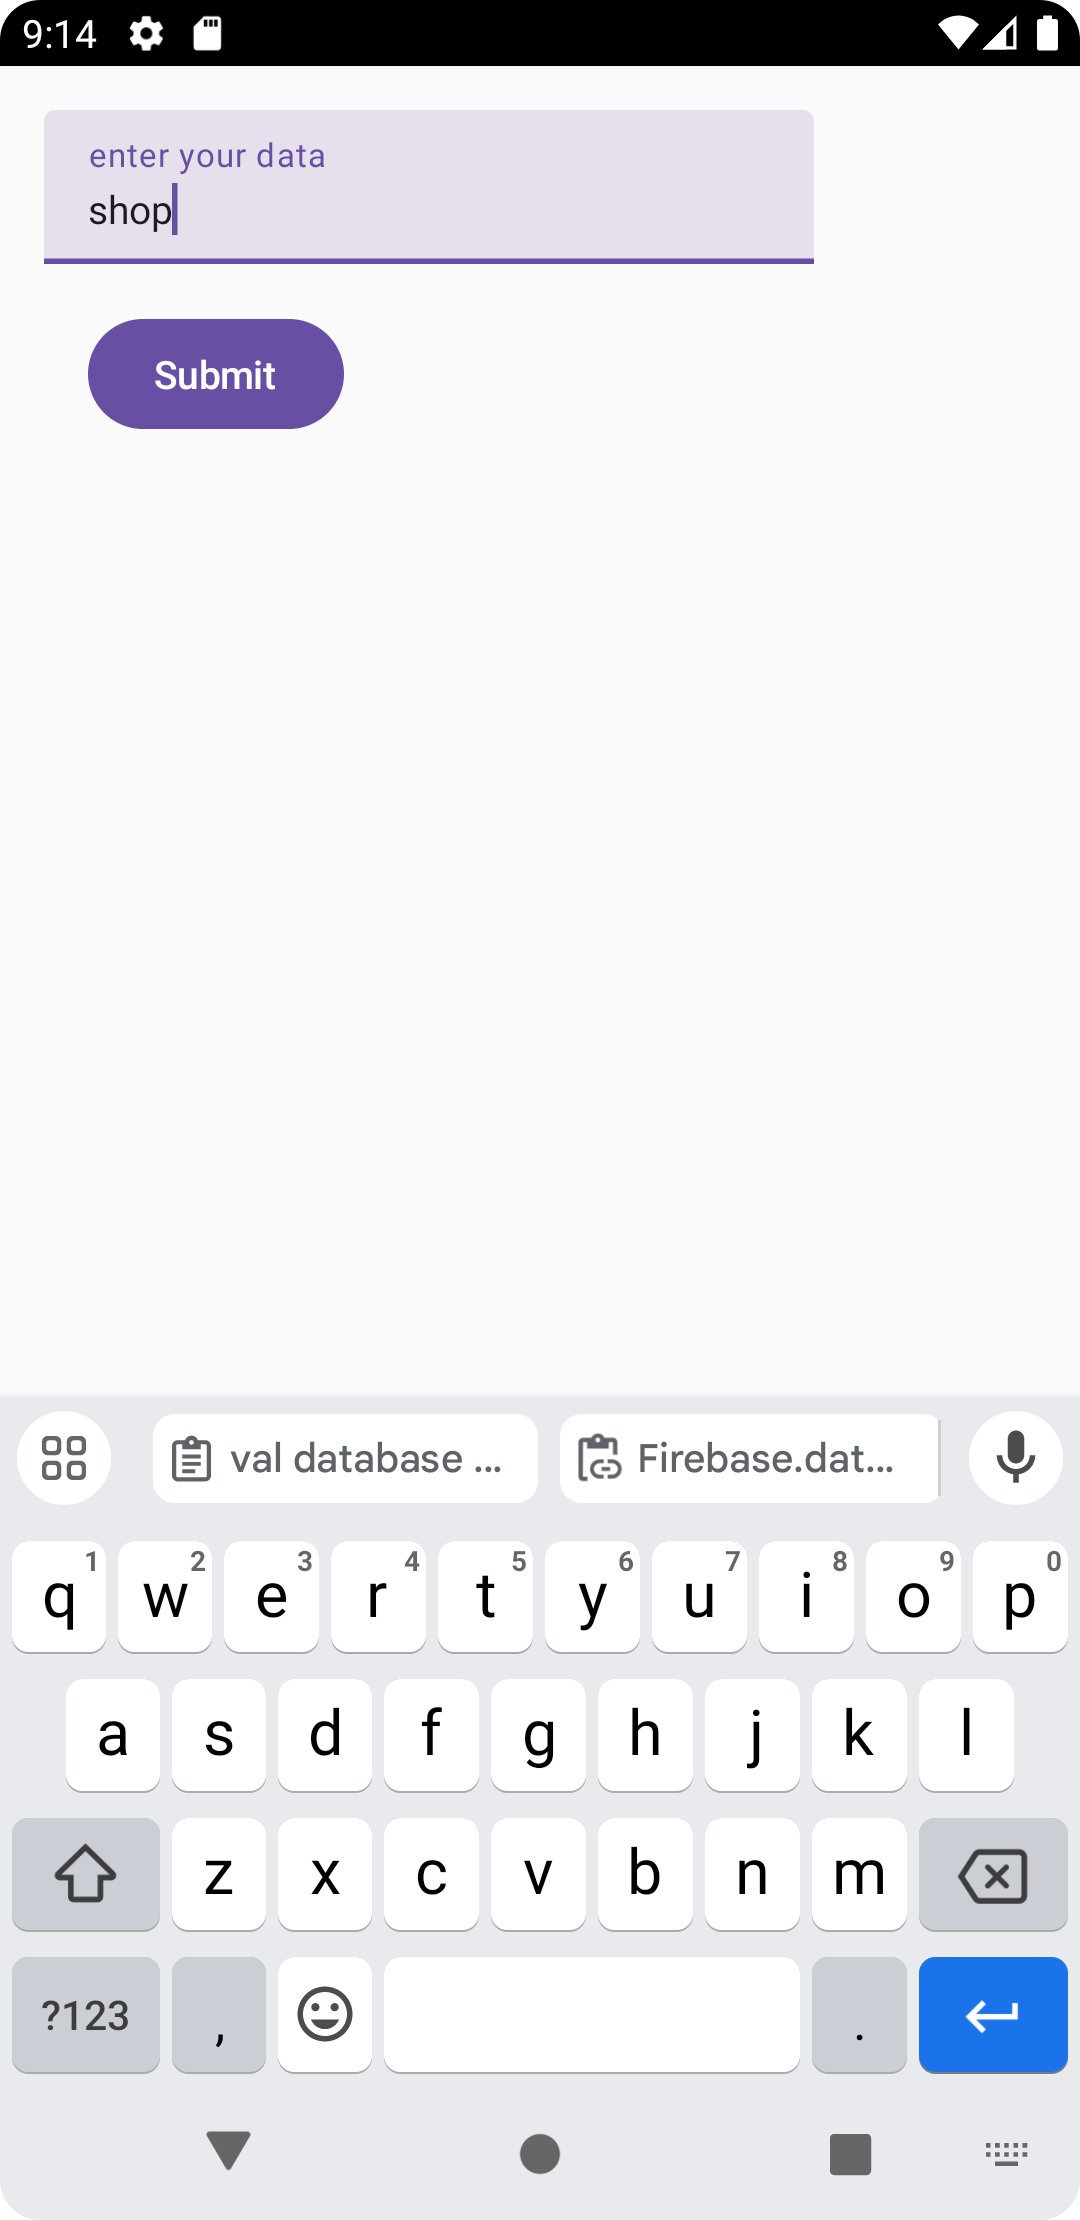 9:14
enter your data
shop
Submit
val database ... Firebase.dat...
q 1 w 2 e 3 r 4 t 5 y 6 u 7 i 8 o 9 p 0
a s d f g h j k l
z x c v b n m
?123 , .